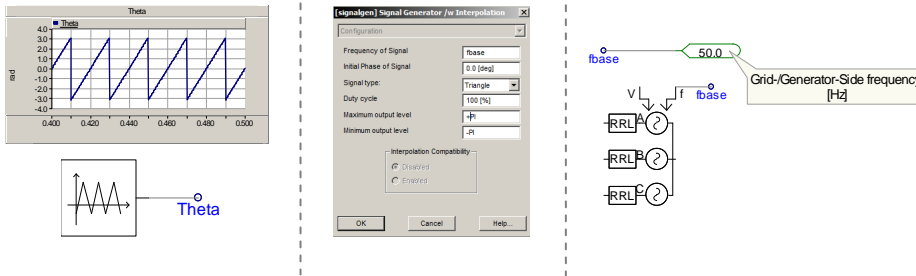 Theta
Theta
4.0
3.0
2.0
1.0
0.0
-1.0
-2.0
-3.0
-4.0
rad
0.400 0.420 0.440 0.460 0.480 0.500
Theta
[signalgen] Signal Generator /w Interpolation
Configuration
Frequency of Signal fbase
Initial Phase of Signal 0.0 [deg]
Signal type: Triangle
Duty cycle 100 [%]
Maximum output level +PI
Minimum output level -PI
Interpolation Compatibility
Disabled
Enabled
OK Cancel Help...
fbase
50.0
Grid-/Generator-Side frequency
[Hz]
V f fbase
RRL A
RRL B
RRL C